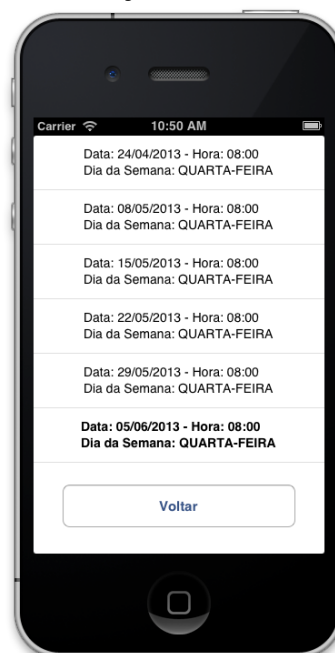 Carrier
10:50 AM
Data: 24/04/2013 - Hora: 08:00
Dia da Semana: QUARTA-FEIRA
Data: 08/05/2013 - Hora: 08:00
Dia da Semana: QUARTA-FEIRA
Data: 15/05/2013 - Hora: 08:00
Dia da Semana: QUARTA-FEIRA
Data: 22/05/2013 - Hora: 08:00
Dia da Semana: QUARTA-FEIRA
Data: 29/05/2013 - Hora: 08:00
Dia da Semana: QUARTA-FEIRA
Data: 05/06/2013 - Hora: 08:00
Dia da Semana: QUARTA-FEIRA
Voltar